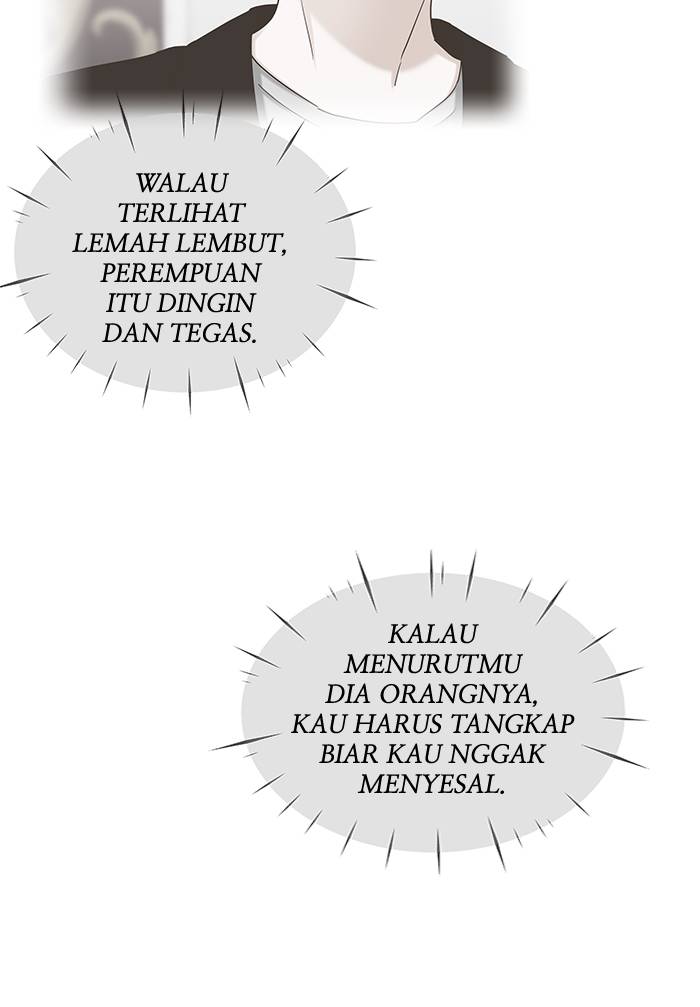 WALAU
TERLIHAT
LEMAH LEMBUT,
PEREMPUAN
ITU DINGIN
DAN TEGAS.
KALAU
MENURUTMU
DIA ORANGNYA,
KAU HARUS TANGKAP
BIAR KAU NGGAK
MENYESAL.